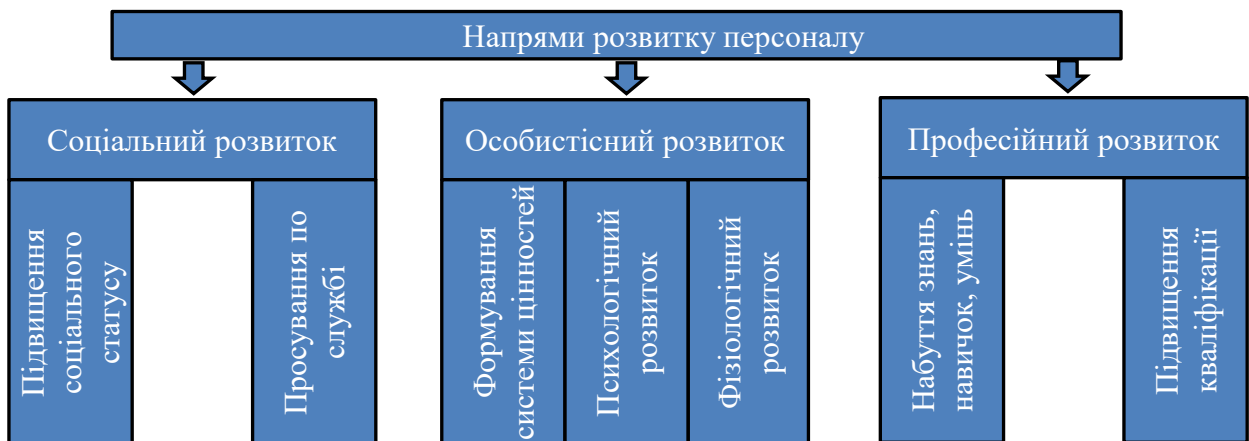 Напрями розвитку персоналу
Соціальний розвиток
Особистісний розвиток
Професійний розвиток
Підвищення
соціального
статусу
Просування по
службі
Формування
системи цінностей
Психологічний
розвиток
Фізіологічний
розвиток
Набуття знань,
навичок, умінь
Підвищення
кваліфікації